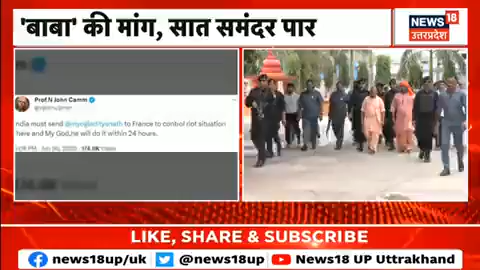 'बाबा' की मांग, सात समंदर पार
NEWS 18
उत्तरप्रदेश
Prof.N John Camm
India must send @myogiadityanath to France to control riot situation
here and My God,he will do it within 24 hours.
LIKE, SHARE & SUBSCRIBE
/news18up/uk
@news18up
News18 UP Uttrakhand